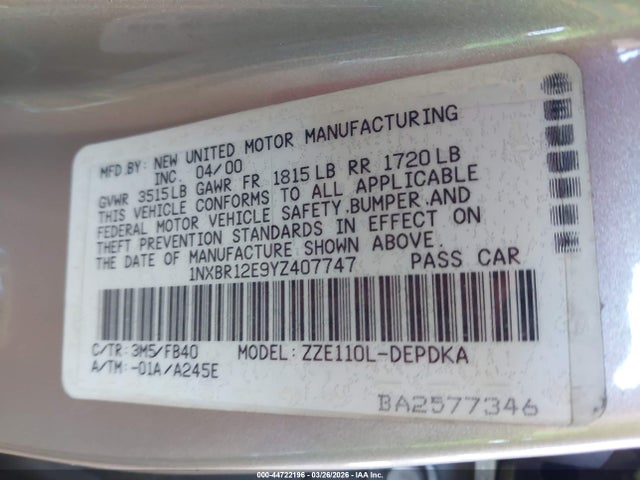 MFD.BY: NEW UNITED MOTOR MANUFACTURING
INC. 04/00
GVWR 3515LB GAWR FR 1815LB RR 1720LB
THIS VEHICLE CONFORMS TO ALL APPLICABLE
FEDERAL MOTOR VEHICLE SAFETY,BUMPER,AND
THEFT PREVENTION STANDARDS IN EFFECT ON
THE DATE OF MANUFACTURE SHOWN ABOVE.
1NXBR12E9YZ407747 PASS CAR
C/TR: 3M5/FB40 MODEL: ZZE110L-DEPDKA
A/TM: -01A/A245E
BA2577346
000-44722196 - 03/26/2026 - IAA Inc.